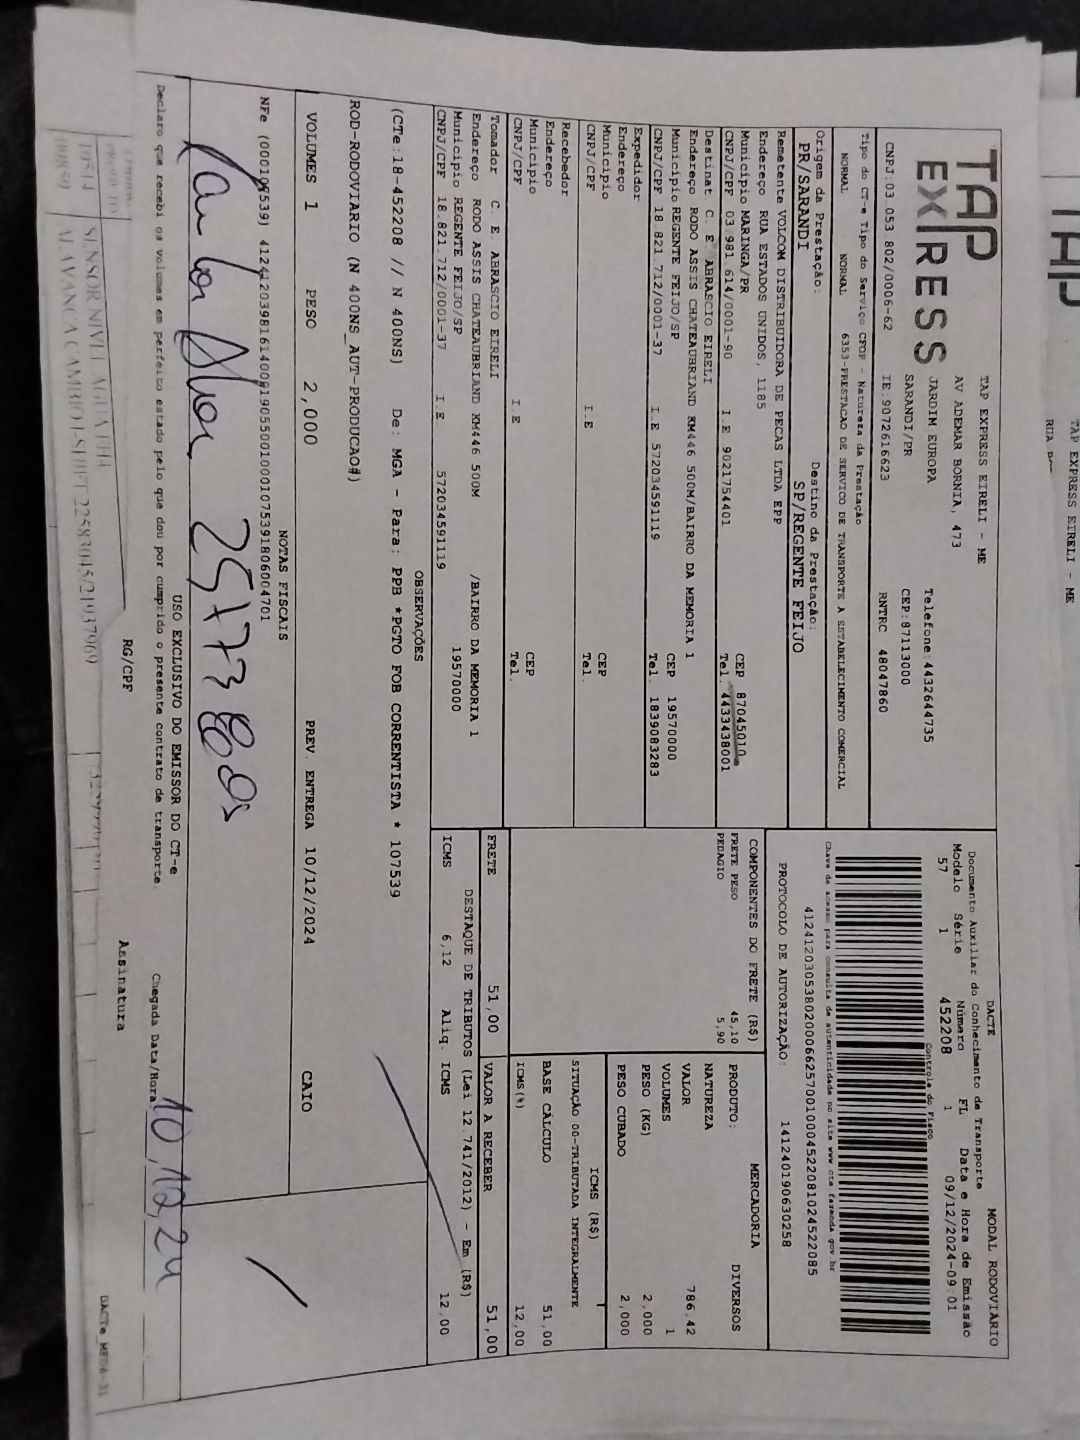 TAP
EXPRESS
TAP EXPRESS EIRELI - ME
AV ADEMAR BORNIA, 473
JARDIM EUROPA
SARANDI/PR
Telefone:4432644735
CEP:87113000
CNPJ:03 053 802/0006-62 IE:9072616623 RNTRC 48047860
Tipo do CT-e Tipo do Serviço CFOP - Natureza da Prestação
NORMAL NORMAL 6353-PRESTACAO DE SERVICO DE TRANSPORTE A ESTABELECIMENTO COMERCIAL
Origem da Prestação: Destino da Prestação:
PR/SARANDI SP/REGENTE FEIJO
Remetente VOLCOM DISTRIBUIDORA DE PECAS LTDA EPP
Endereço RUA ESTADOS UNIDOS, 1185
Município MARINGA/PR CEP 87045010
CNPJ/CPF 03 981 614/0001-90 I.E 9021754401 Tel. 4433438001
Destinat C. E. ABRASCIO EIRELI
Endereço RODO ASSIS CHATEAUBRIAND KM446 500M/BAIRRO DA MEMORIA 1
Município REGENTE FEIJO/SP CEP 19570000
CNPJ/CPF 18 821 712/0001-37 I.E 572034591119 Tel. 1839083283
Expedidor
Endereço
Município CEP
CNPJ/CPF I.E Tel.
Recebedor
Endereço
Município CEP
CNPJ/CPF I.E Tel.
Tomador C. E. ABRASCIO EIRELI
Endereço RODO ASSIS CHATEAUBRIAND KM446 500M /BAIRRO DA MEMORIA 1
Município REGENTE FEIJO/SP 19570000
CNPJ/CPF 18.821.712/0001-37 I.E 572034591119
DACTE MODAL RODOVIÁRIO
Documento Auxiliar do Conhecimento de Transporte
Modelo Série Número FL Data e Hora de Emissão
57 1 452208 1 09/12/2024-09:01
Controle do Fisco
41241203053802000662570010004522081024522085
Chave de acesso para consulta de autenticidade no site www cte fazenda gov br
PROTOCOLO DE AUTORIZAÇÃO: 141240190630258
COMPONENTES DO FRETE (R$)
FRETE PESO 45,10
PEDAGIO 5,90
MERCADORIA
PRODUTO: DIVERSOS
NATUREZA
VALOR 786,42
VOLUMES 1
PESO (KG) 2,000
PESO CUBADO 2,000
ICMS (R$)
SITUAÇÃO 00-TRIBUTADA INTEGRALMENTE
BASE CÁLCULO 51,00
ICMS(%) 12,00
FRETE 51,00 VALOR A RECEBER 51,00
DESTAQUE DE TRIBUTOS (Lei 12.741/2012) - Em (R$)
ICMS 6,12 Aliq. ICMS 12,00
OBSERVAÇÕES
(CTe:18-452208 // N 400NS) De: MGA - Para: PPB *PGTO FOB CORRENTISTA * 107539
ROD-RODOVIARIO (N 400NS_AUT-PRODUCAO#)
VOLUMES 1 PESO 2,000 PREV. ENTREGA 10/12/2024 CAIO
NOTAS FISCAIS
NFe (000107539) 41241203981614000190550010001075391806004701
USO EXCLUSIVO DO EMISSOR DO CT-e
Declaro que recebi os volumes em perfeito estado pelo que dou por cumprido o presente contrato de transporte. Chegada Data/Hora 10,12,24
RG/CPF Assinatura
DACTe_MF06-31
SENSOR NIVEL AGUA
ALAVANCA CAMBIO
TAP
TAP EXPRESS EIRELI - ME
RUA